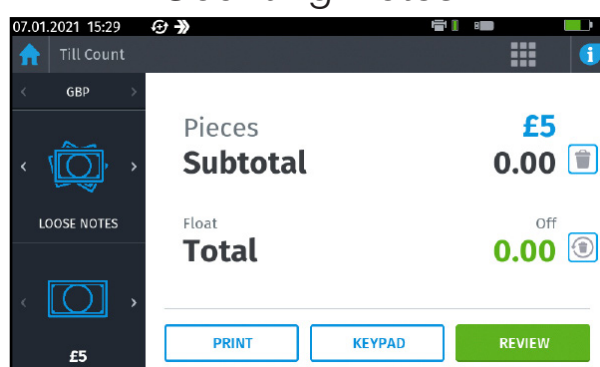 07.01.2021 15:29
Till Count
GBP
LOOSE NOTES
£5
Pieces £5
Subtotal 0.00
Float Off
Total 0.00
PRINT KEYPAD REVIEW